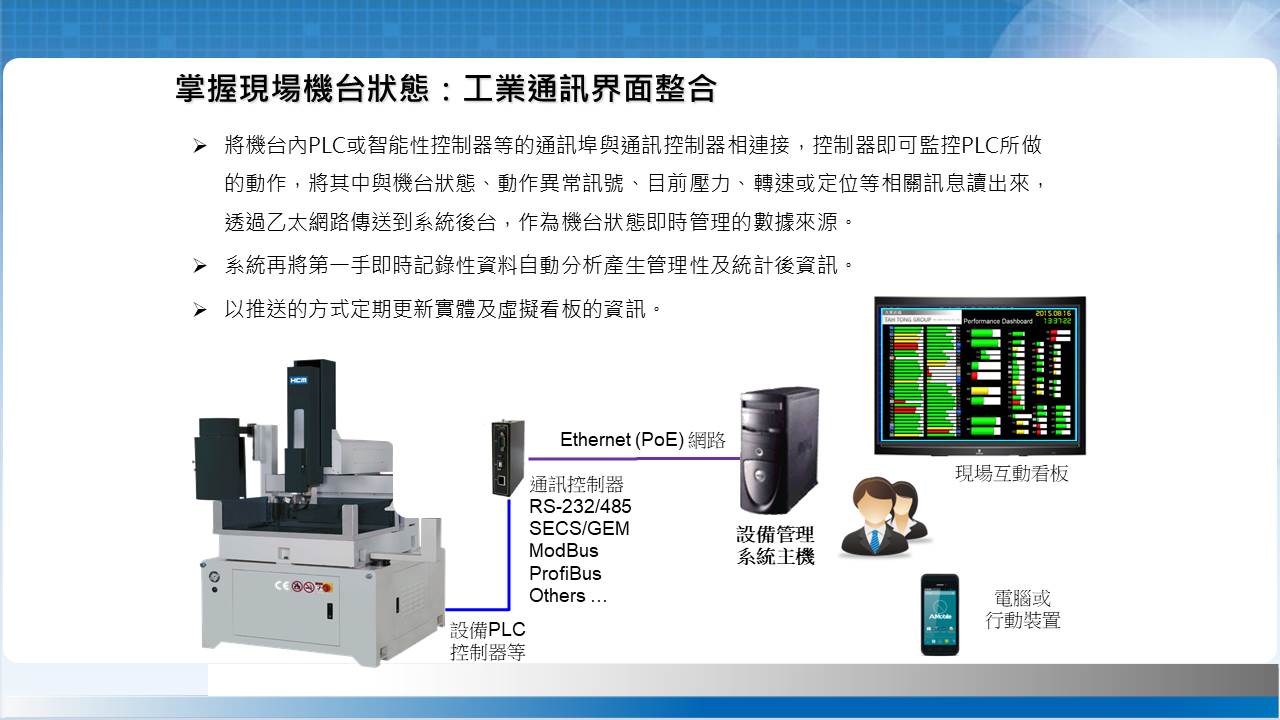 掌握現場機台狀態：工業通訊界面整合
將機台內PLC或智能性控制器等的通訊埠與通訊控制器相連接，控制器即可監控PLC所做
的動作，將其中與機台狀態、動作異常訊號、目前壓力、轉速或定位等相關訊息讀出來，
透過乙太網路傳送到系統後台，作為機台狀態即時管理的數據來源。
系統再將第一手即時記錄性資料自動分析產生管理性及統計後資訊。
以推送的方式定期更新實體及虛擬看板的資訊。
TAH TONG GROUP
Performance Dashboard
2015.08.16
13:37:22
現場互動看板
HCM
Ethernet (PoE) 網路
通訊控制器
RS-232/485
SECS/GEM
ModBus
ProfiBus
Others …
設備管理
系統主機
CE
設備PLC
控制器等
AMobile
電腦或
行動裝置